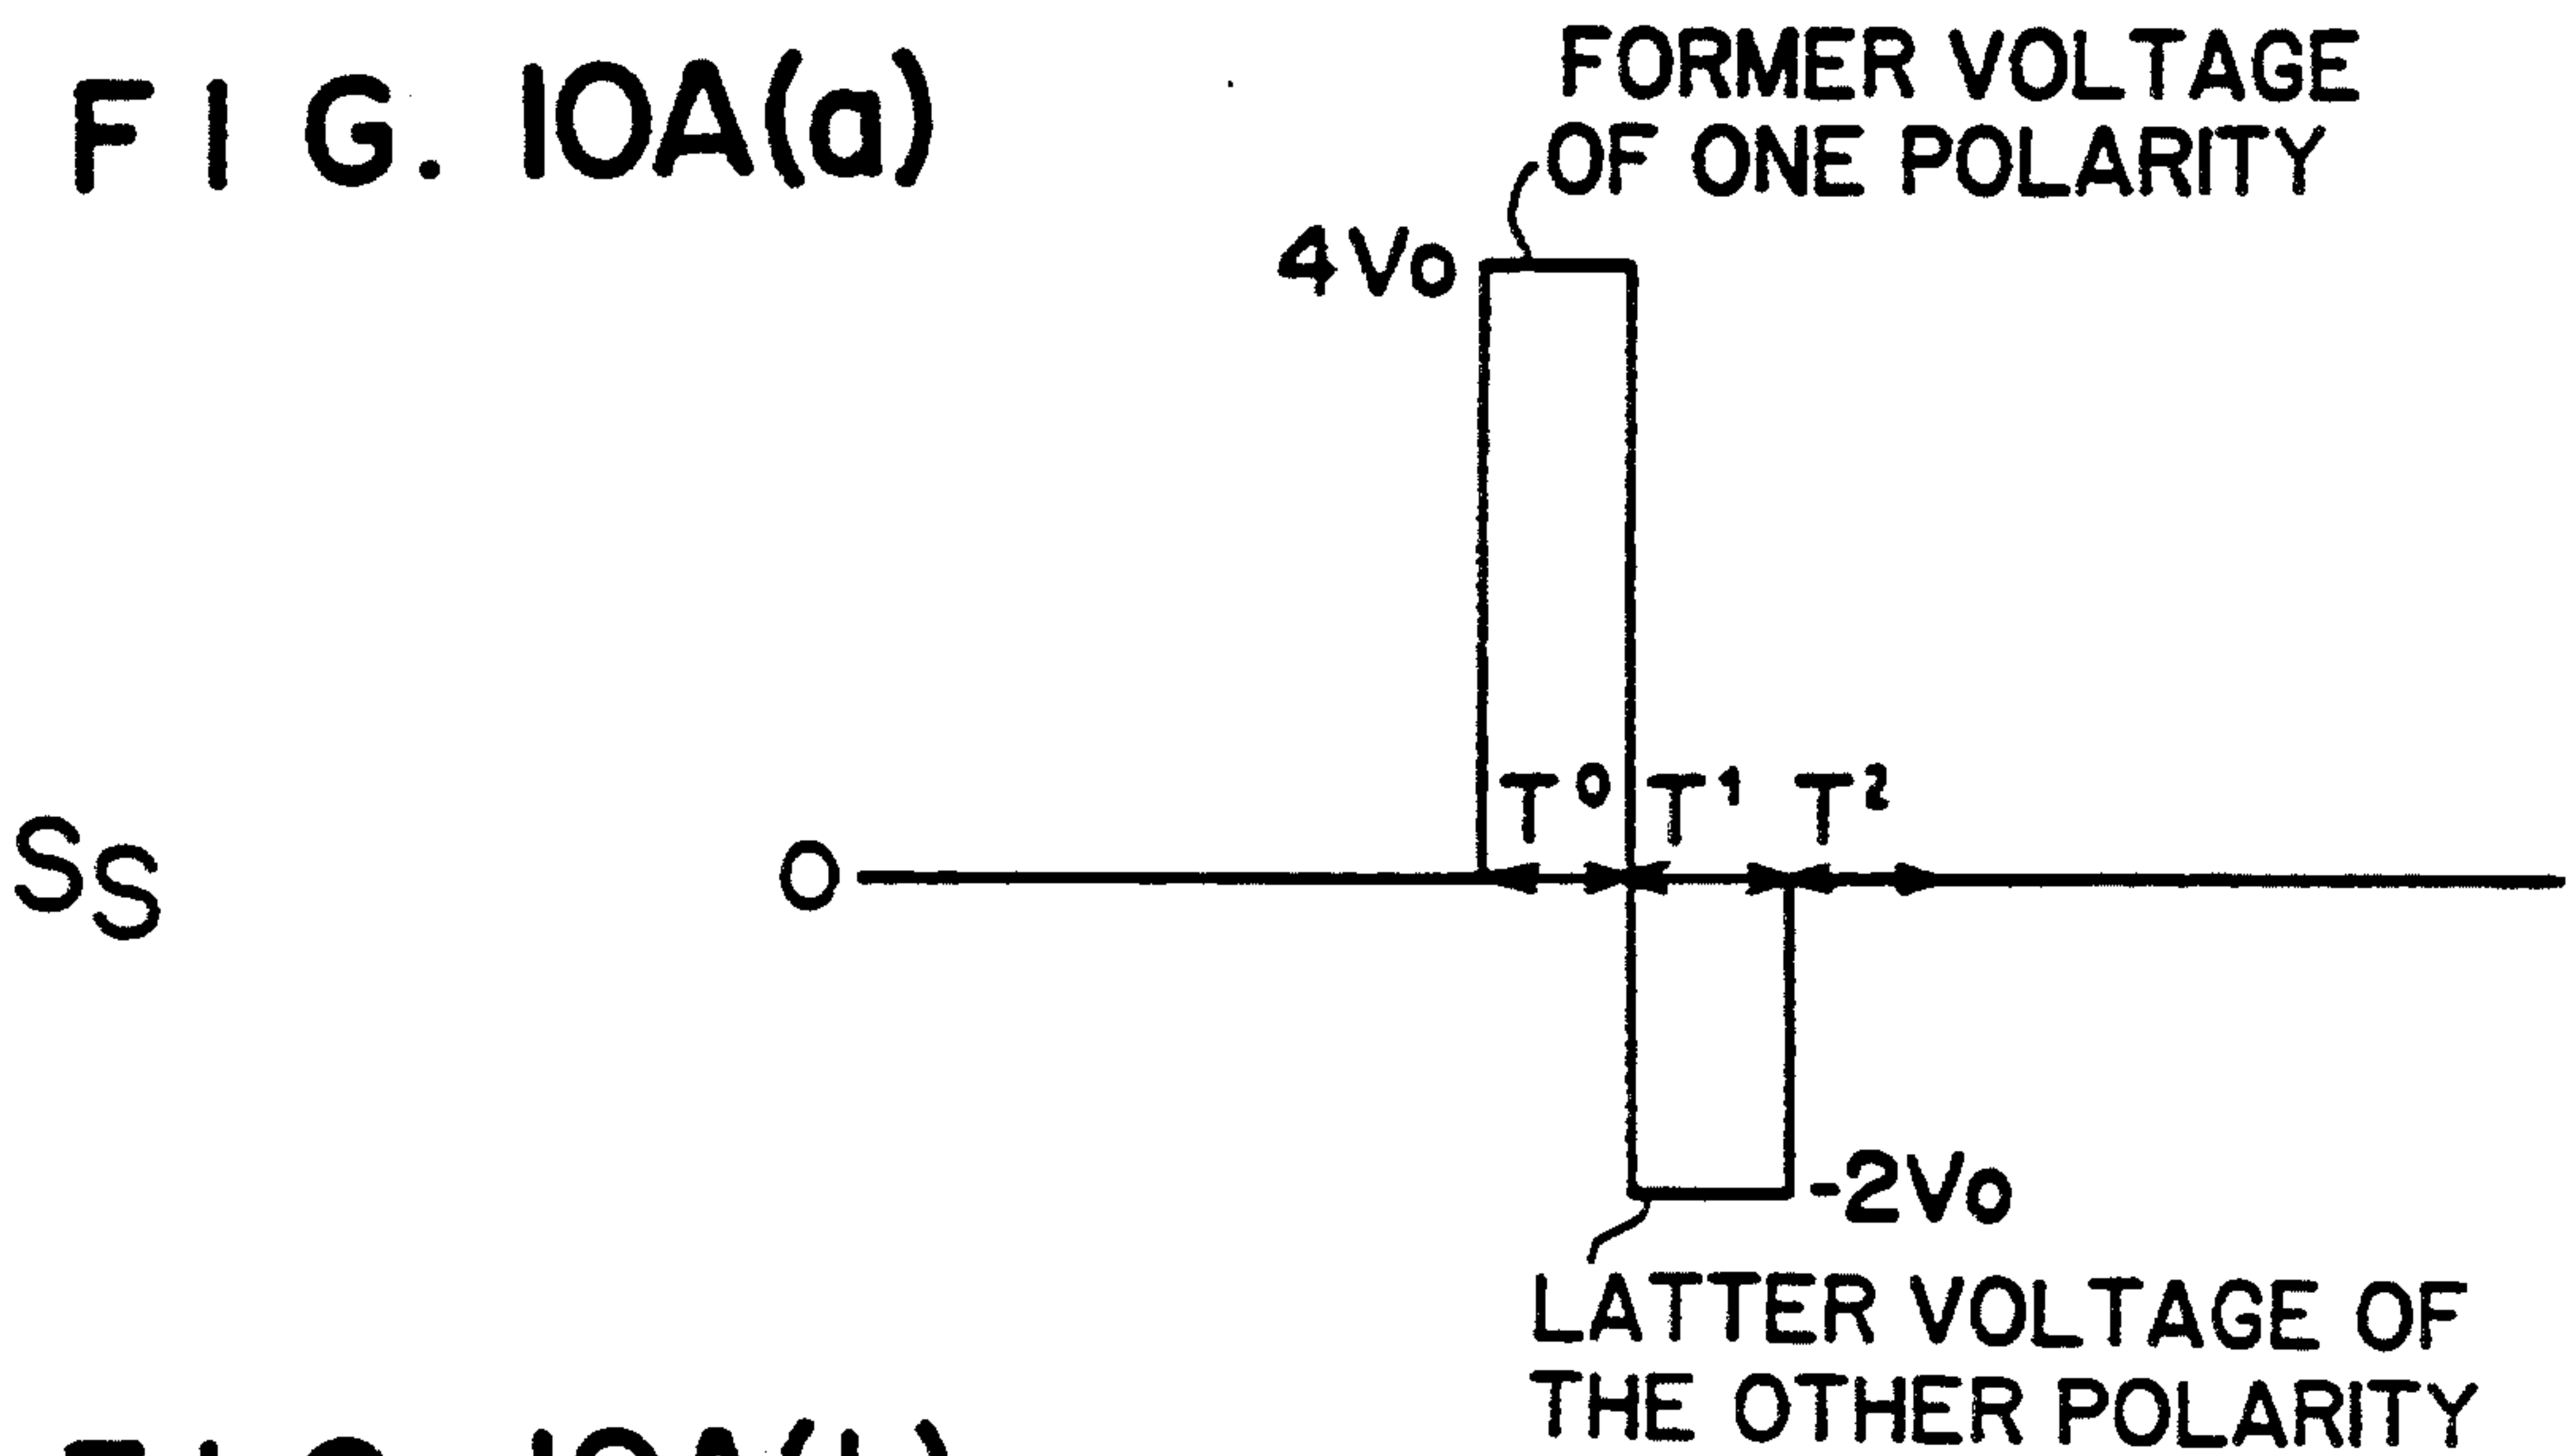 FIG. 10A(a)
FORMER VOLTAGE
OF ONE POLARITY
4Vo
T⁰ T¹ T²
Ss
0
-2Vo
LATTER VOLTAGE OF
THE OTHER POLARITY